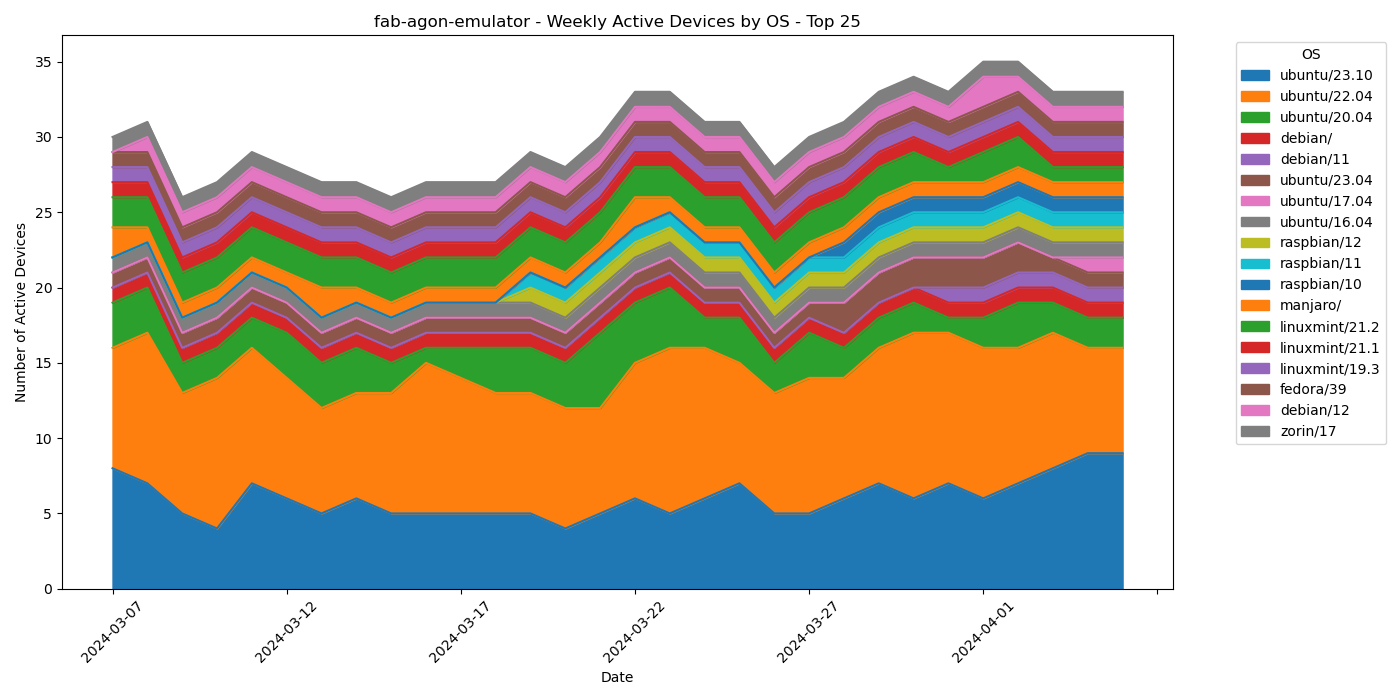 fab-agon-emulator - Weekly Active Devices by OS - Top 25
Number of Active Devices
35
30
25
20
15
10
5
0
2024-03-07
2024-03-12
2024-03-17
2024-03-22
2024-03-27
2024-04-01
Date
OS
ubuntu/23.10
ubuntu/22.04
ubuntu/20.04
debian/
debian/11
ubuntu/23.04
ubuntu/17.04
ubuntu/16.04
raspbian/12
raspbian/11
raspbian/10
manjaro/
linuxmint/21.2
linuxmint/21.1
linuxmint/19.3
fedora/39
debian/12
zorin/17